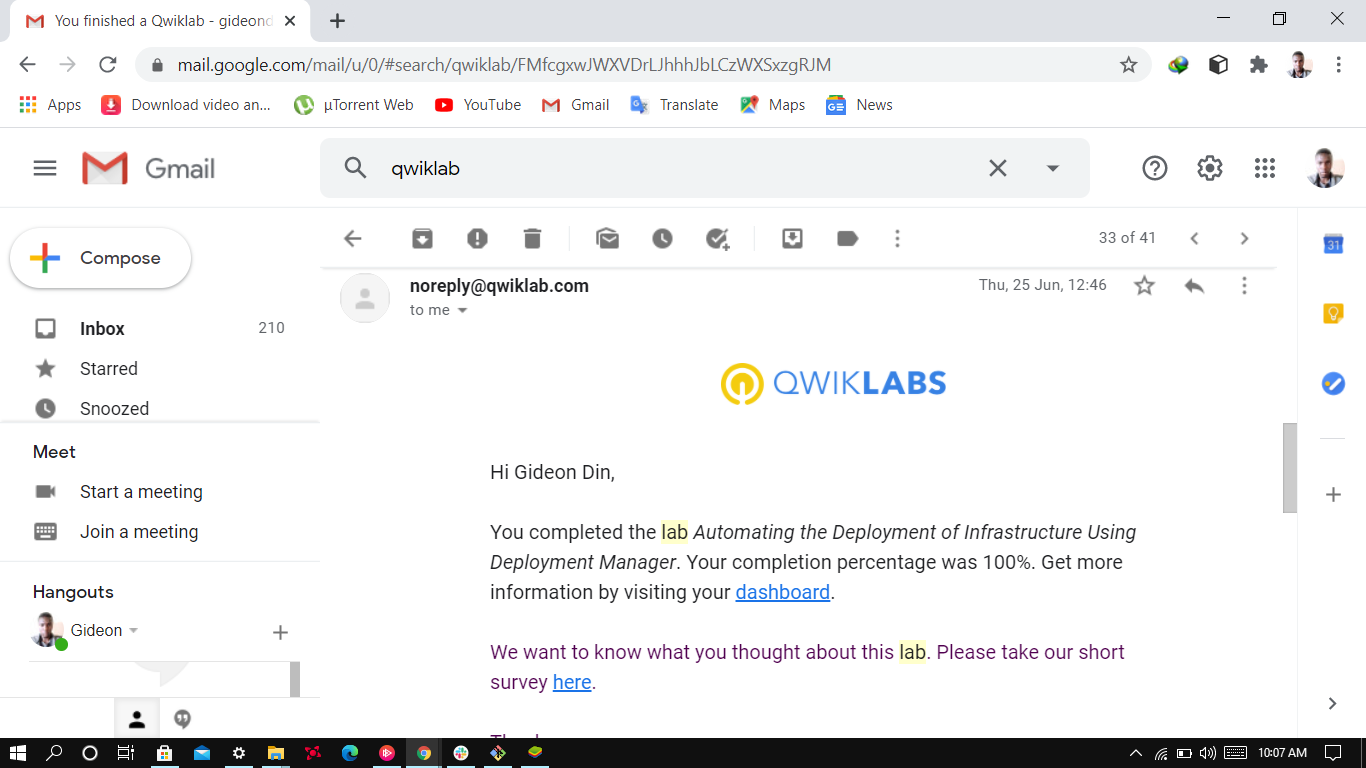 You finished a Qwiklab - gideond
mail.google.com/mail/u/0/#search/qwiklab/FMfcgxwJWXVDrLJhhhJbLCzWXSxzgRJM
Apps Download video an... µTorrent Web YouTube Gmail Translate Maps News
Gmail
qwiklab
Compose
33 of 41
31
noreply@qwiklab.com
Thu, 25 Jun, 12:46
to me
Inbox 210
Starred
Snoozed
QWIKLABS
Meet
Start a meeting
Join a meeting
Hangouts
Gideon
Hi Gideon Din,
You completed the lab Automating the Deployment of Infrastructure Using
Deployment Manager. Your completion percentage was 100%. Get more
information by visiting your dashboard.
We want to know what you thought about this lab. Please take our short
survey here.
10:07 AM